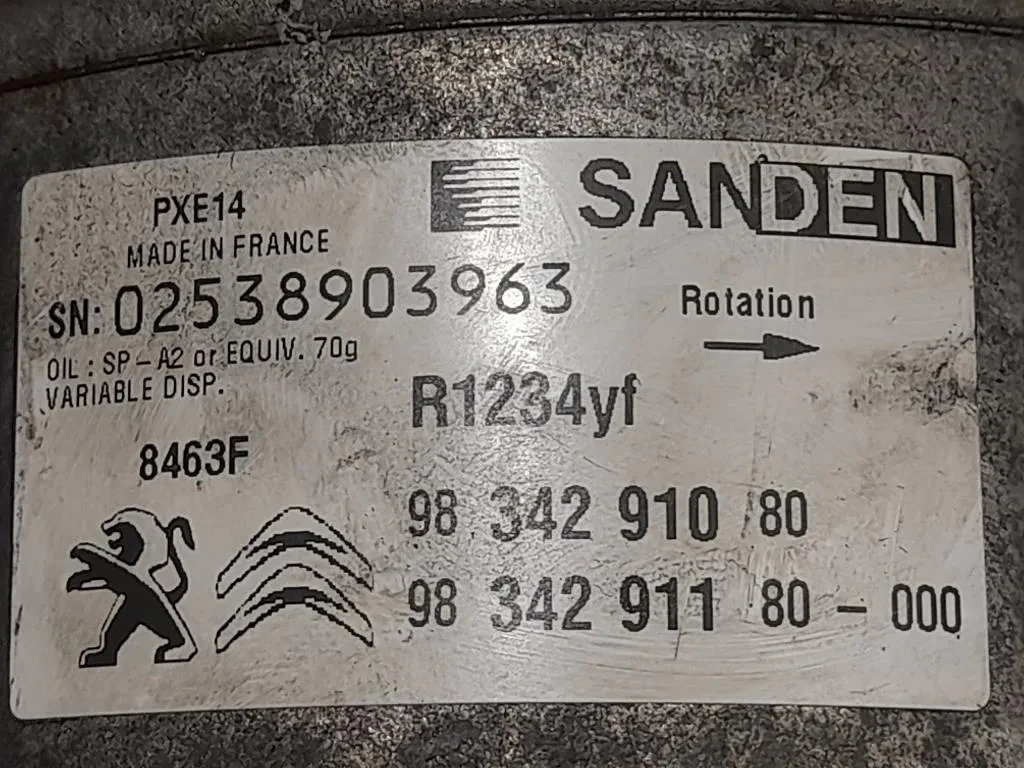 PXE14
SANDEN
MADE IN FRANCE
SN: 02538903963
Rotation
OIL : SP-A2 or EQUIV. 70g
VARIABLE DISP.
R1234yf
8463F
98 342 910 80
98 342 911 80 - 000